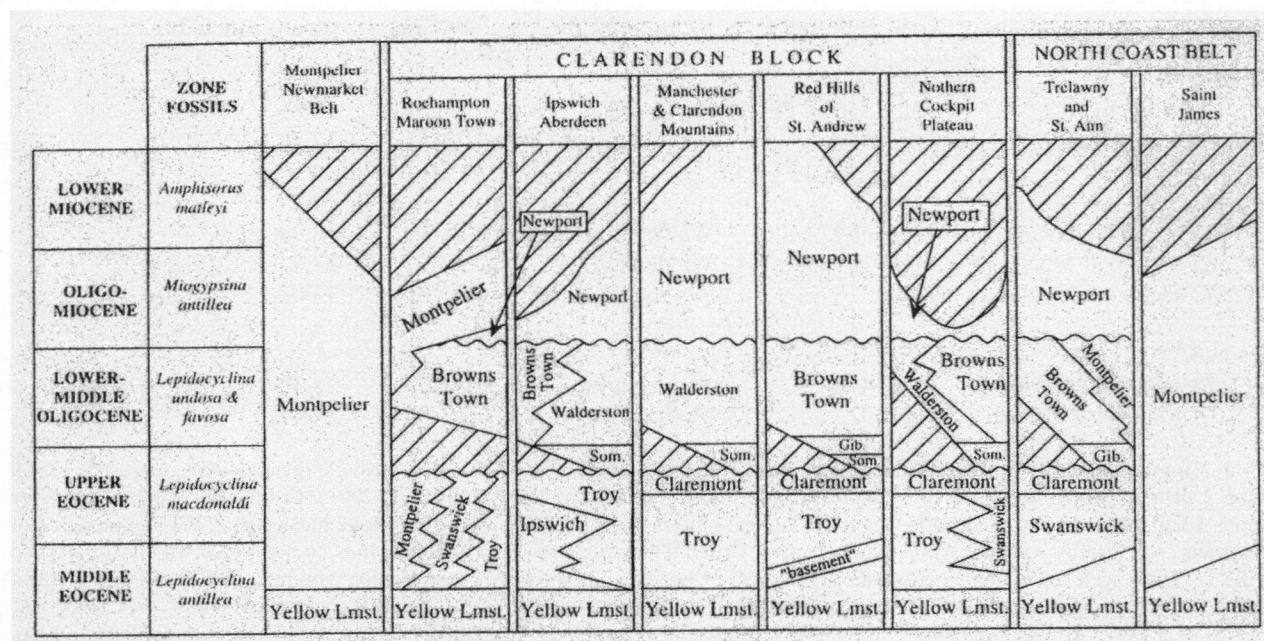 CLARENDON BLOCK
NORTH COAST BELT
ZONE
FOSSILS
Montpelier
Newmarket
Belt
Roehampton
Maroon Town
Ipswich
Aberdeen
Manchester
& Clarendon
Mountains
Red Hills
of
St. Andrew
Nothern
Cockpit
Plateau
Trelawny
and
St. Ann
Saint
James
LOWER
MIOCENE
Amphisorus
matleyi
Newport
Newport
OLIGO-
MIOCENE
Miogypsina
antillea
Montpelier
Newport
Newport
Newport
Newport
LOWER-
MIDDLE
OLIGOCENE
Lepidocyclina
undosa &
favosa
Montpelier
Browns
Town
Browns
Town
Walderston
Som.
Walderston
Som.
Browns
Town
Gib.
Som.
Walderston
Browns
Town
Som.
Browns
Town
Montpelier
Gib.
Montpelier
UPPER
EOCENE
Lepidocyclina
macdonaldi
Montpelier
Swanswick
Troy
Troy
Ipswich
Claremont
Troy
Claremont
Troy
"basement"
Claremont
Troy
Swanswick
Claremont
Swanswick
MIDDLE
EOCENE
Lepidocyclina
antillea
Yellow Lmst.
Yellow Lmst.
Yellow Lmst.
Yellow Lmst.
Yellow Lmst.
Yellow Lmst.
Yellow Lmst.
Yellow Lmst.